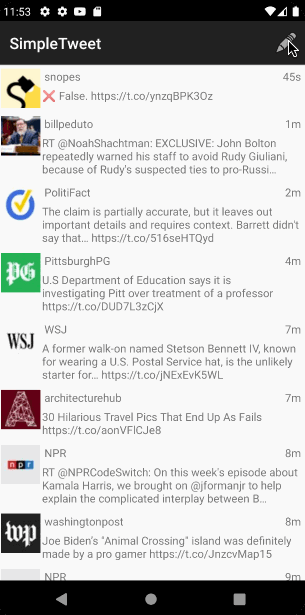 11:53
SimpleTweet
snopes 45s
❌ False. https://t.co/ynzqBPK3Oz
billpeduto 1m
RT @NoahShachtman: EXCLUSIVE: John Bolton
repeatedly warned his staff to avoid Rudy Giuliani,
because of Rudy's suspected ties to pro-Russi…
PolitiFact 2m
The claim is partially accurate, but it leaves out
important details and requires context. Barrett didn't
say that… https://t.co/516seHTQyd
PG
PittsburghPG 4m
U.S Department of Education says it is
investigating Pitt over treatment of a professor
https://t.co/DUD7L3zCjX
WSJ
WSJ 7m
A former walk-on named Stetson Bennett IV, known
for wearing a U.S. Postal Service hat, is the unlikely
starter for… https://t.co/jNExEvK5WL
architecturehub 7m
30 Hilarious Travel Pics That End Up As Fails
https://t.co/aonVFlCJe8
npr
NPR 8m
RT @NPRCodeSwitch: On this week's episode about
Kamala Harris, we brought on @jformanjr to help
explain the complicated interplay between B…
wp
washingtonpost 8m
Joe Biden's "Animal Crossing" island was definitely
made by a pro gamer https://t.co/JnzcvMap15
NPR 9m